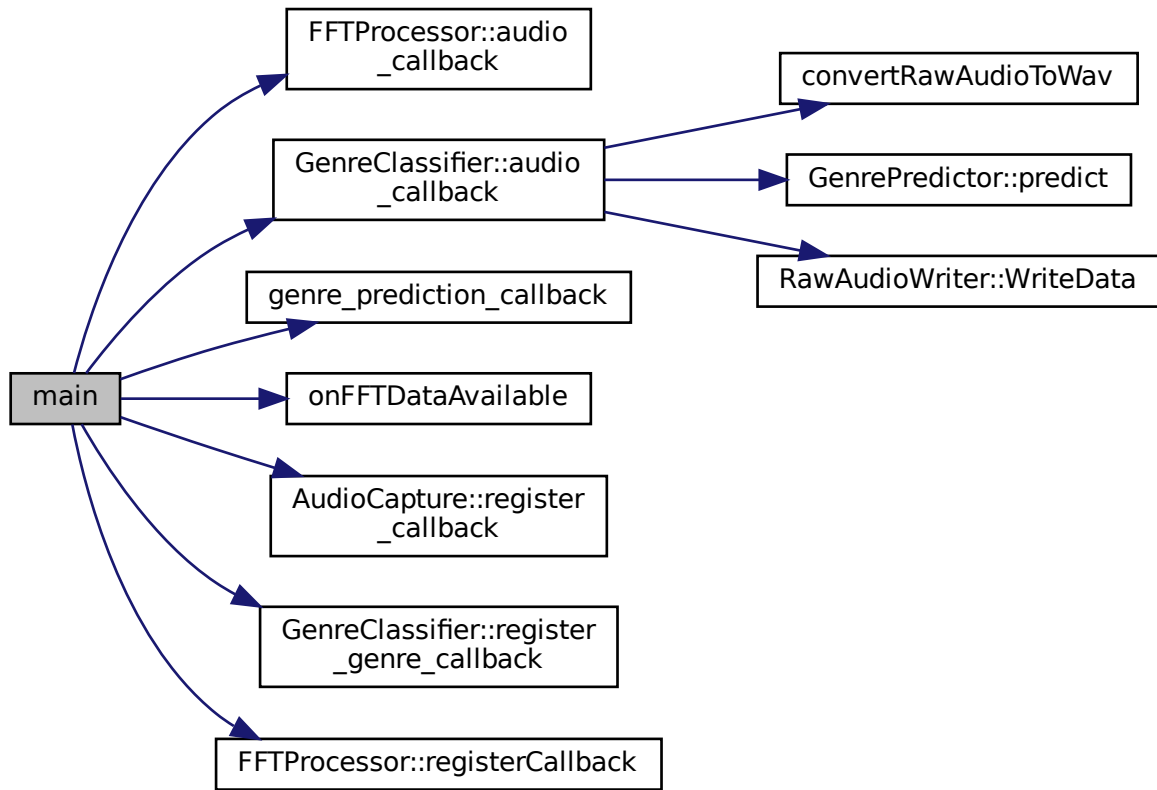 main
FFTProcessor::audio
_callback
GenreClassifier::audio
_callback
genre_prediction_callback
onFFTDataAvailable
AudioCapture::register
_callback
GenreClassifier::register
_genre_callback
FFTProcessor::registerCallback
convertRawAudioToWav
GenrePredictor::predict
RawAudioWriter::WriteData